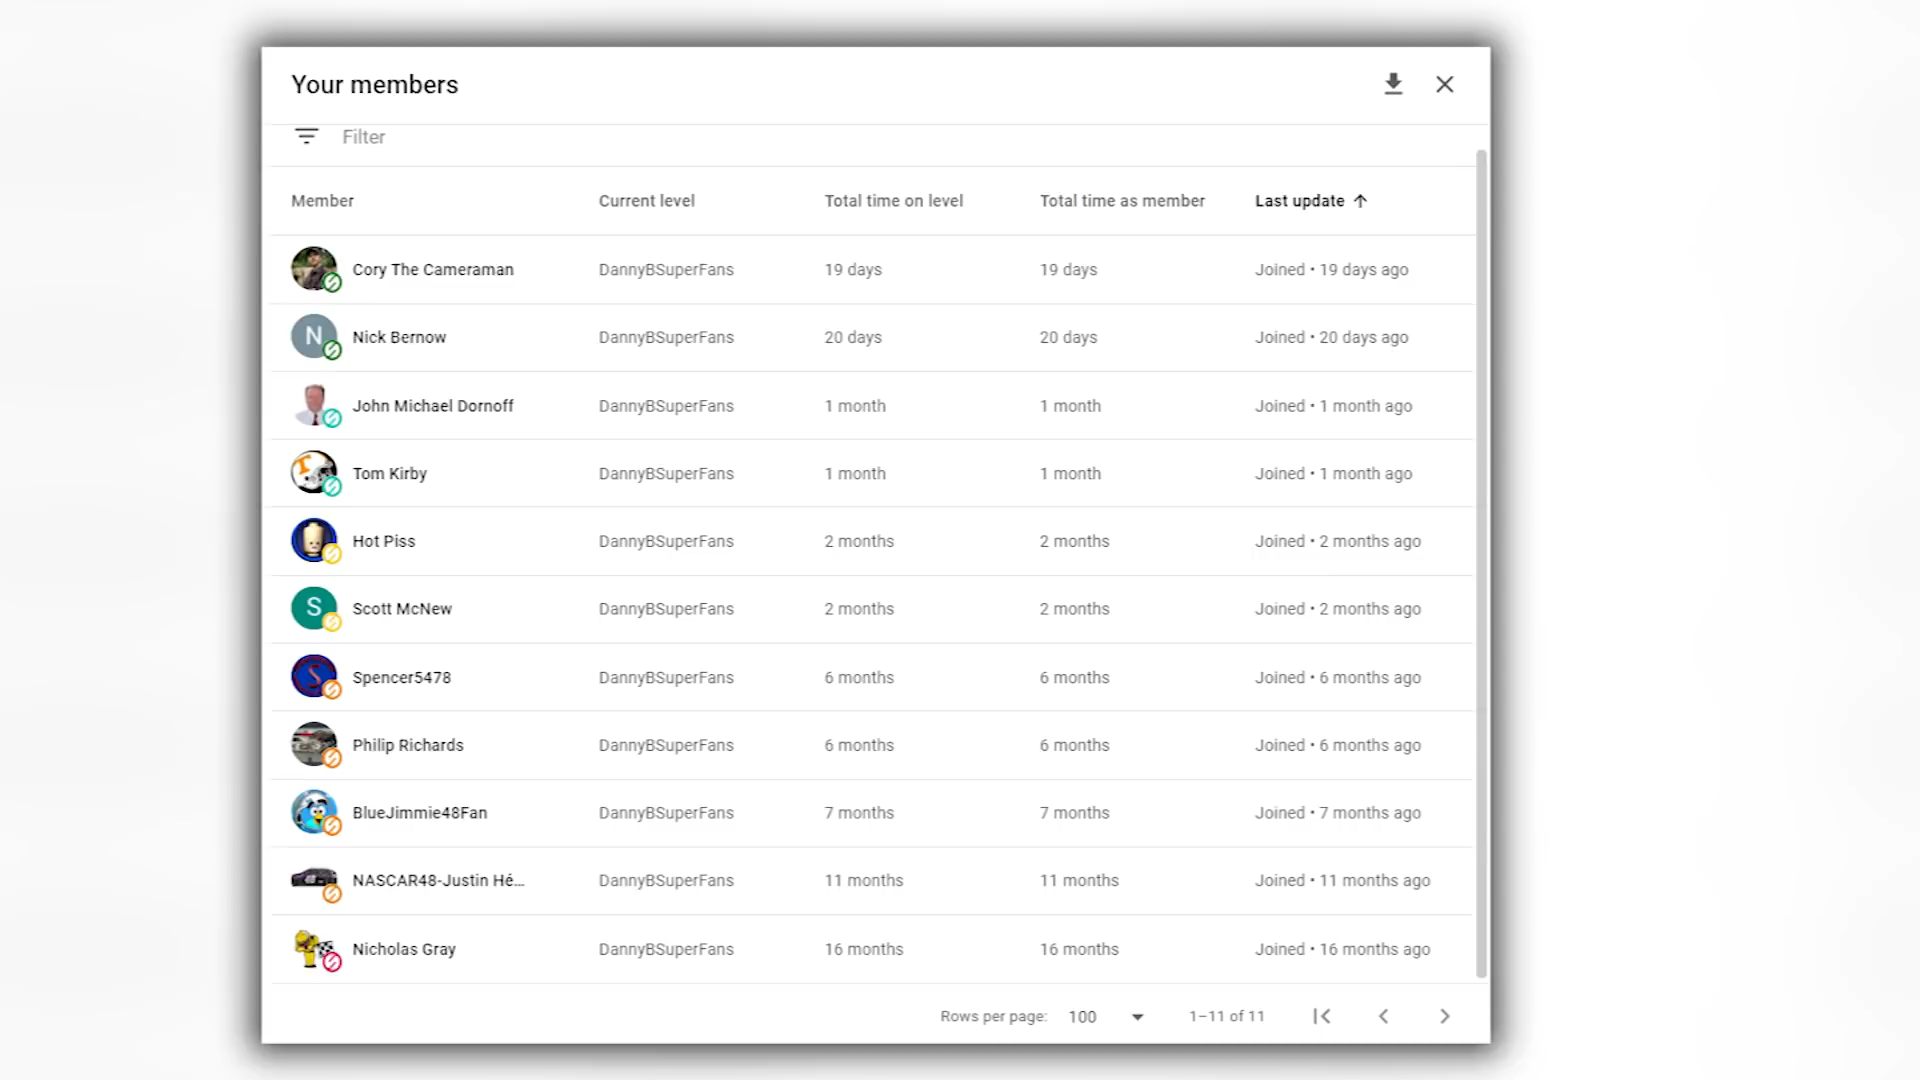 Your members
Filter
Member Current level Total time on level Total time as member Last update
Cory The Cameraman DannyBSuperFans 19 days 19 days Joined • 19 days ago
N Nick Bernow DannyBSuperFans 20 days 20 days Joined • 20 days ago
John Michael Dornoff DannyBSuperFans 1 month 1 month Joined • 1 month ago
T Tom Kirby DannyBSuperFans 1 month 1 month Joined • 1 month ago
Hot Piss DannyBSuperFans 2 months 2 months Joined • 2 months ago
S Scott McNew DannyBSuperFans 2 months 2 months Joined • 2 months ago
S Spencer5478 DannyBSuperFans 6 months 6 months Joined • 6 months ago
Philip Richards DannyBSuperFans 6 months 6 months Joined • 6 months ago
BlueJimmie48Fan DannyBSuperFans 7 months 7 months Joined • 7 months ago
NASCAR48-Justin Hé... DannyBSuperFans 11 months 11 months Joined • 11 months ago
Nicholas Gray DannyBSuperFans 16 months 16 months Joined • 16 months ago
Rows per page: 100 1–11 of 11